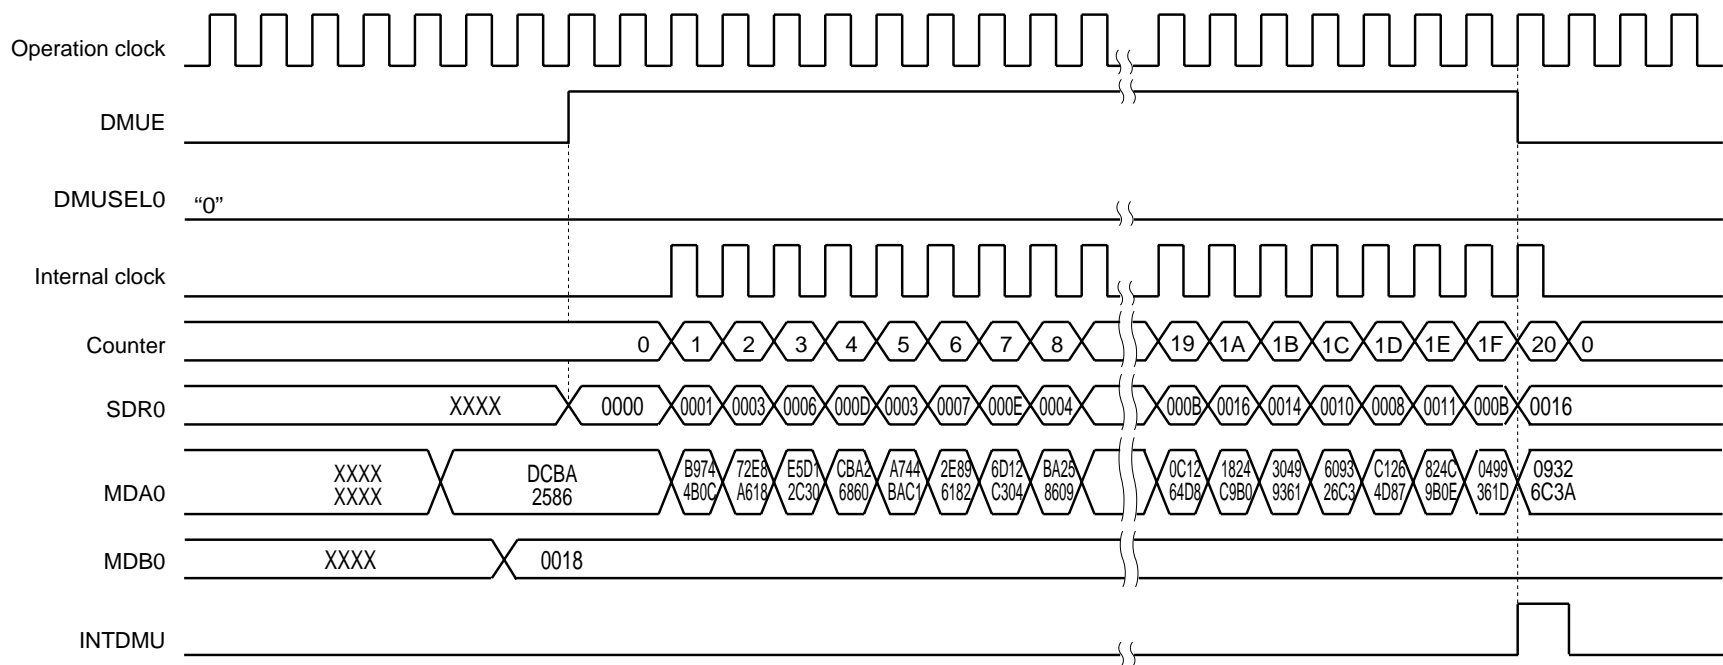 Operation clock
DMUE
DMUSEL0 “0”
Internal clock
Counter 0 1 2 3 4 5 6 7 8 19 1A 1B 1C 1D 1E 1F 20 0
SDR0 XXXX 0000 0001 0003 0006 000D 0003 0007 000E 0004 000B 0016 0014 0010 0008 0011 000B 0016
XXXX DCBA B974 72E8 E5D1 CBA2 A744 2E89 6D12 BA25 0C12 1824 3049 6093 C126 824C 0499 0932
MDA0 XXXX 2586 4B0C A618 2C30 6860 BAC1 6182 C304 8609 64D8 C9B0 9361 26C3 4D87 9B0E 361D 6C3A
MDB0 XXXX 0018
INTDMU